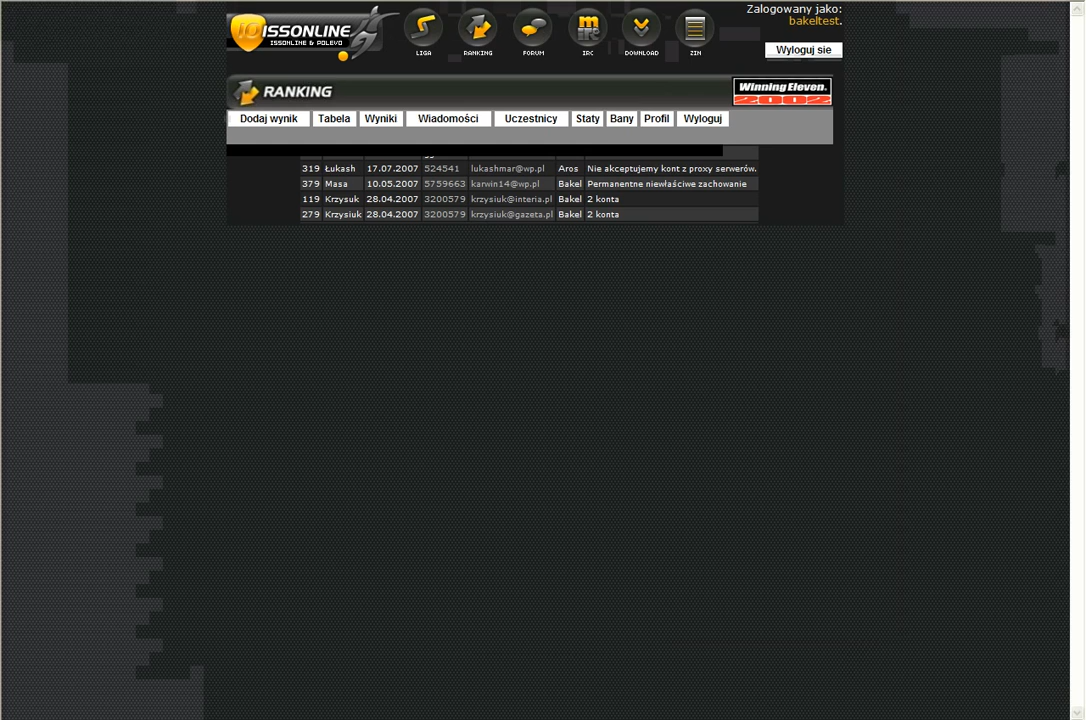 Zalogowany jako:
bakeltest.
ISSONLINE
ISSONLINE & POLEVO
LIGA
RANKING
FORUM
mirc
IRC
DOWNLOAD
ZIN
Wyloguj sie
RANKING
Winning Eleven.
2002
Dodaj wynik Tabela Wyniki Wiadomości Uczestnicy Staty Bany Profil Wyloguj
319 Łukash 17.07.2007 524541 lukashmar@wp.pl Aros Nie akceptujemy kont z proxy serwerów.
379 Masa 10.05.2007 5759663 karwin14@wp.pl Bakel Permanentne niewłaściwe zachowanie
119 Krzysuk 28.04.2007 3200579 krzysiuk@interia.pl Bakel 2 konta
279 Krzysiuk 28.04.2007 3200579 krzysiuk@gazeta.pl Bakel 2 konta